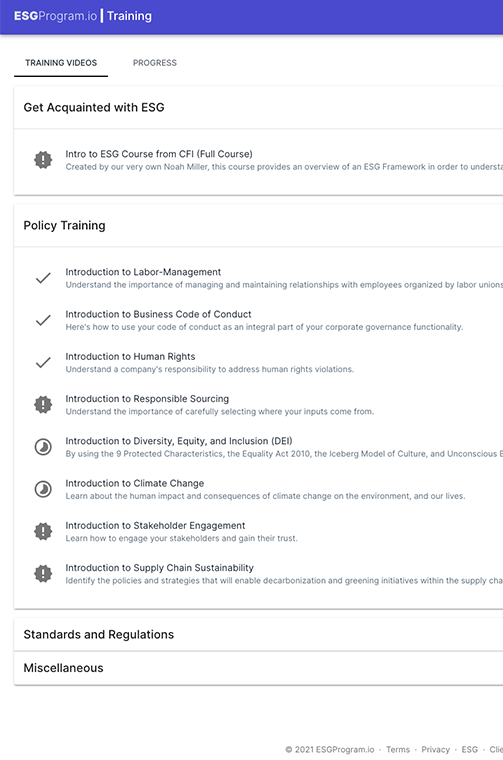 ESGProgram.io | Training
TRAINING VIDEOS PROGRESS
Get Acquainted with ESG
Intro to ESG Course from CFI (Full Course)
Created by our very own Noah Miller, this course provides an overview of an ESG Framework in order to understa
Policy Training
Introduction to Labor-Management
Understand the importance of managing and maintaining relationships with employees organized by labor unions
Introduction to Business Code of Conduct
Here's how to use your code of conduct as an integral part of your corporate governance functionality.
Introduction to Human Rights
Understand a company's responsibility to address human rights violations.
Introduction to Responsible Sourcing
Understand the importance of carefully selecting where your inputs come from.
Introduction to Diversity, Equity, and Inclusion (DEI)
By using the 9 Protected Characteristics, the Equality Act 2010, the Iceberg Model of Culture, and Unconscious B
Introduction to Climate Change
Learn about the human impact and consequences of climate change on the environment, and our lives.
Introduction to Stakeholder Engagement
Learn how to engage your stakeholders and gain their trust.
Introduction to Supply Chain Sustainability
Identify the policies and strategies that will enable decarbonization and greening initiatives within the supply cha
Standards and Regulations
Miscellaneous
© 2021 ESGProgram.io · Terms · Privacy · ESG · Clie